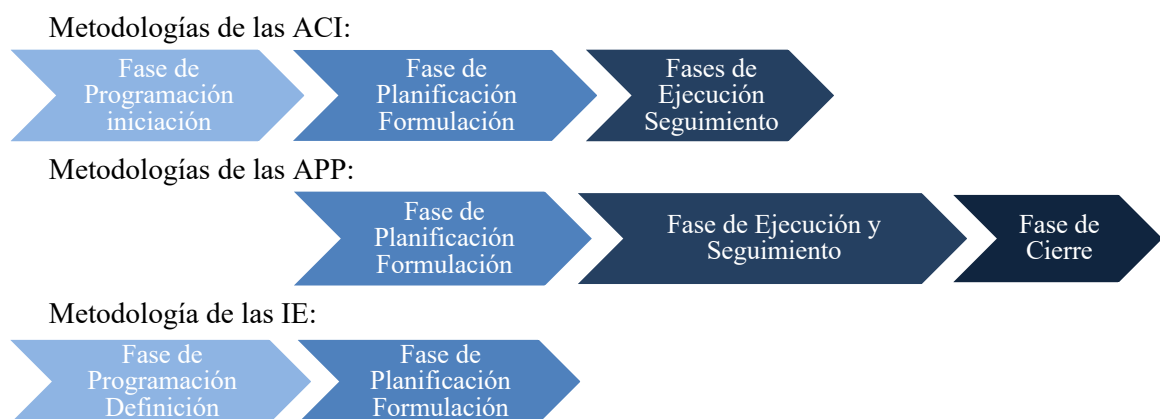 Metodologías de las ACI:
Fase de
Programación
iniciación
Fase de
Planificación
Formulación
Fases de
Ejecución
Seguimiento
Metodologías de las APP:
Fase de
Planificación
Formulación
Fase de Ejecución y
Seguimiento
Fase de
Cierre
Metodología de las IE:
Fase de
Programación
Definición
Fase de
Planificación
Formulación